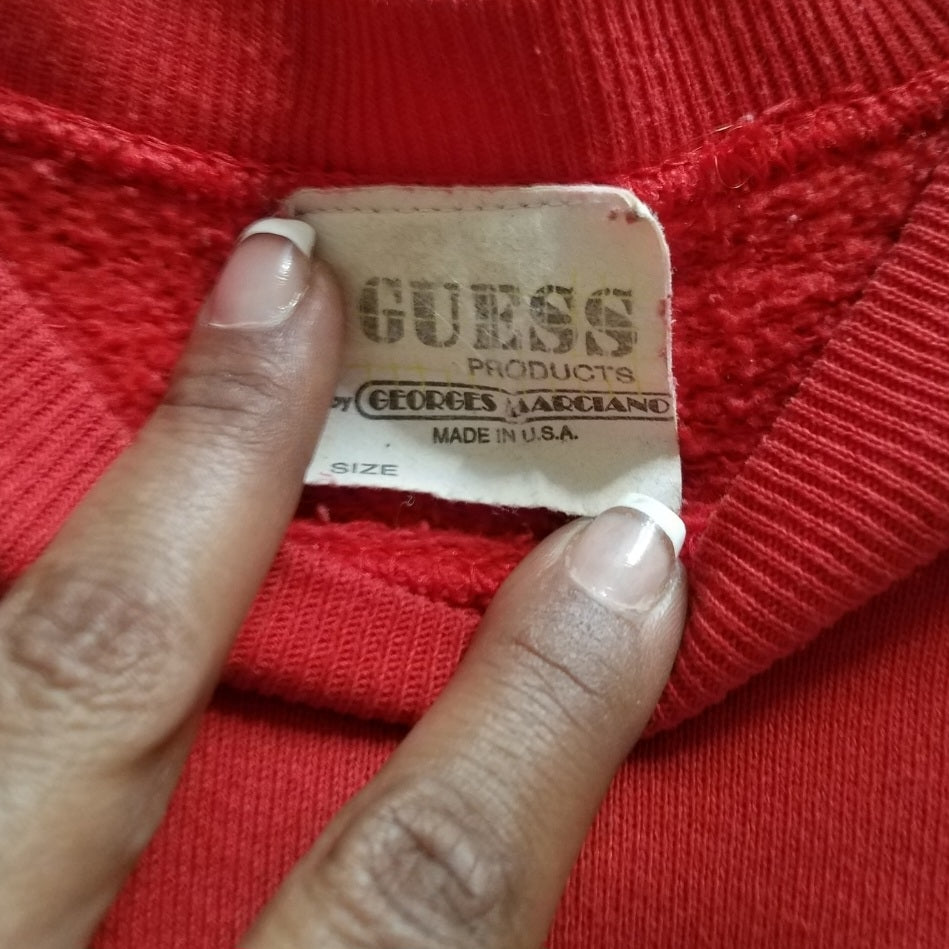 GUESS
PRODUCTS
by GEORGES MARCIANO
MADE IN U.S.A.
SIZE